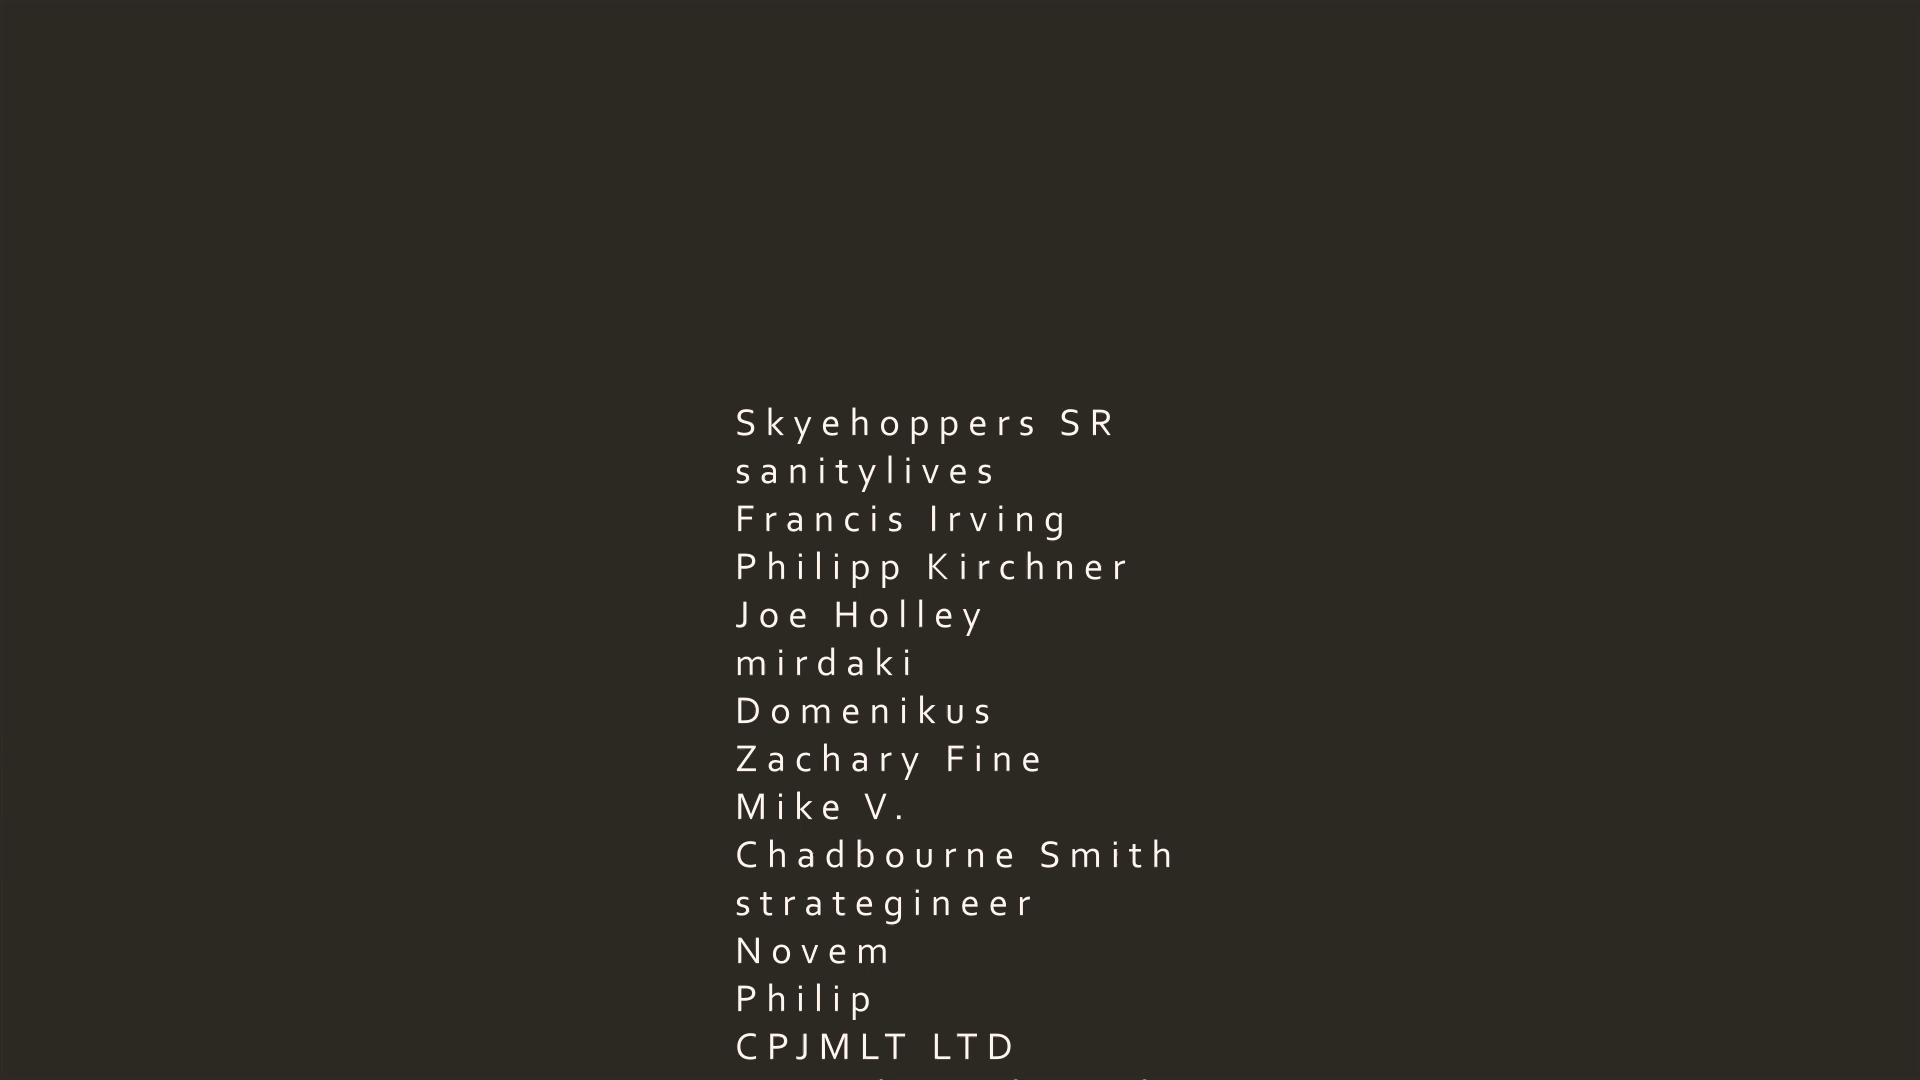 Skyehoppers SR
sanitylives
Francis Irving
Philipp Kirchner
Joe Holley
mirdaki
Domenikus
Zachary Fine
Mike V.
Chadbourne Smith
strategineer
Novem
Philip
CPJMLT LTD